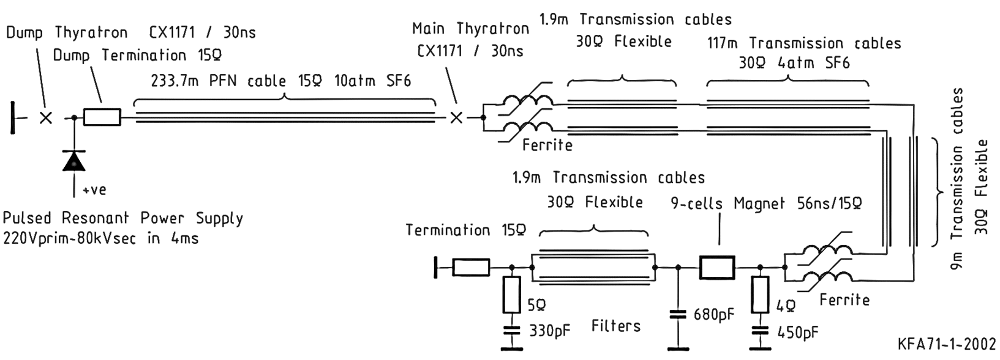 Dump Thyratron CX1171 / 30ns
Dump Termination 15Ω
233.7m PFN cable 15Ω 10atm SF6
Main Thyratron
CX1171 / 30ns
1.9m Transmission cables
30Ω Flexible
117m Transmission cables
30Ω 4atm SF6
Ferrite
9m Transmission cables
30Ω Flexible
+ve
Pulsed Resonant Power Supply
220Vprim-80kVsec in 4ms
1.9m Transmission cables
30Ω Flexible
9-cells Magnet 56ns/15Ω
Termination 15Ω
5Ω
330pF
Filters
680pF
4Ω
450pF
Ferrite
KFA71-1-2002